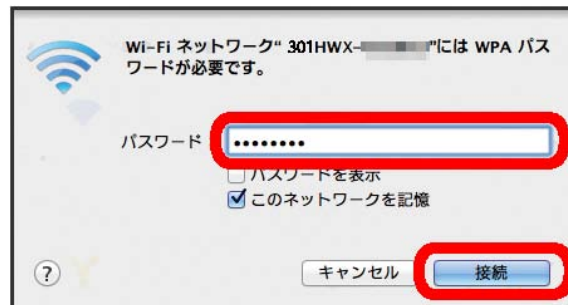 Wi-Fi ネットワーク“ 301HWX-        ”には WPA パス
ワードが必要です。
パスワード ••••••••
パスワードを表示
このネットワークを記憶
?
キャンセル
接続